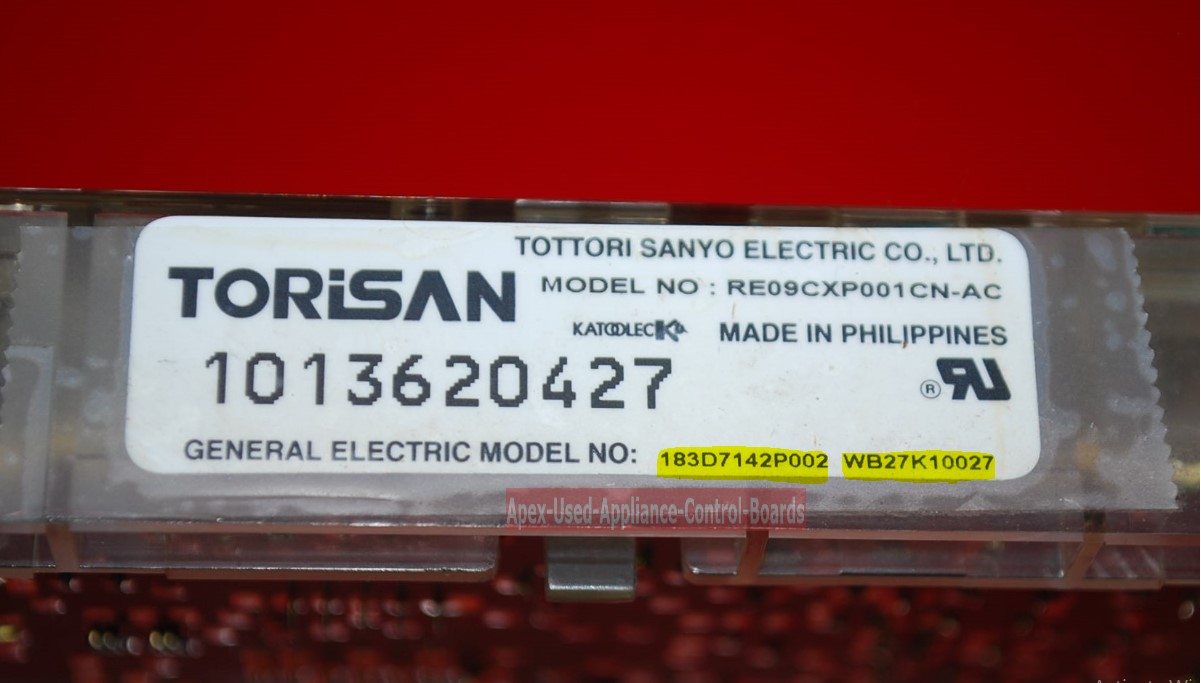 TOTTORI SANYO ELECTRIC CO., LTD.
TORiSAN
MODEL NO : RE09CXP001CN-AC
KATOOLEC
MADE IN PHILIPPINES
1013620427
®
GENERAL ELECTRIC MODEL NO: 183D7142P002 WB27K10027
Apex-Used-Appliance-Control-Boards